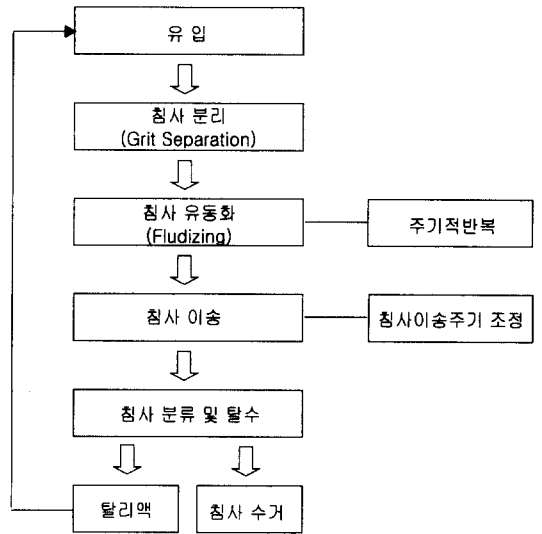 유 입
침사 분리
(Grit Separation)
침사 유동화
(Fludizing)
주기적반복
침사 이송
침사이송주기 조정
침사 분류 및 탈수
탈리액
침사 수거